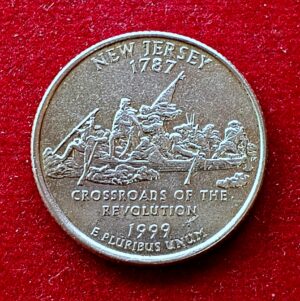 NEW JERSEY
1787
CROSSROADS OF THE
REVOLUTION
1999
E PLURIBUS UNUM